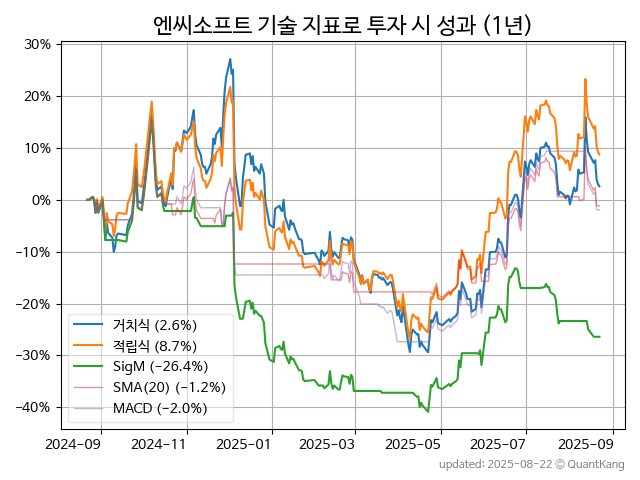 엔씨소프트 기술 지표로 투자 시 성과 (1년)
30%
20%
10%
0%
−10%
−20%
−30%
−40%
거치식 (2.6%)
적립식 (8.7%)
SigM (−26.4%)
SMA(20) (−1.2%)
MACD (−2.0%)
2024-09 2024-11 2025-01 2025-03 2025-05 2025-07 2025-09
updated: 2025-08-22 © QuantKang